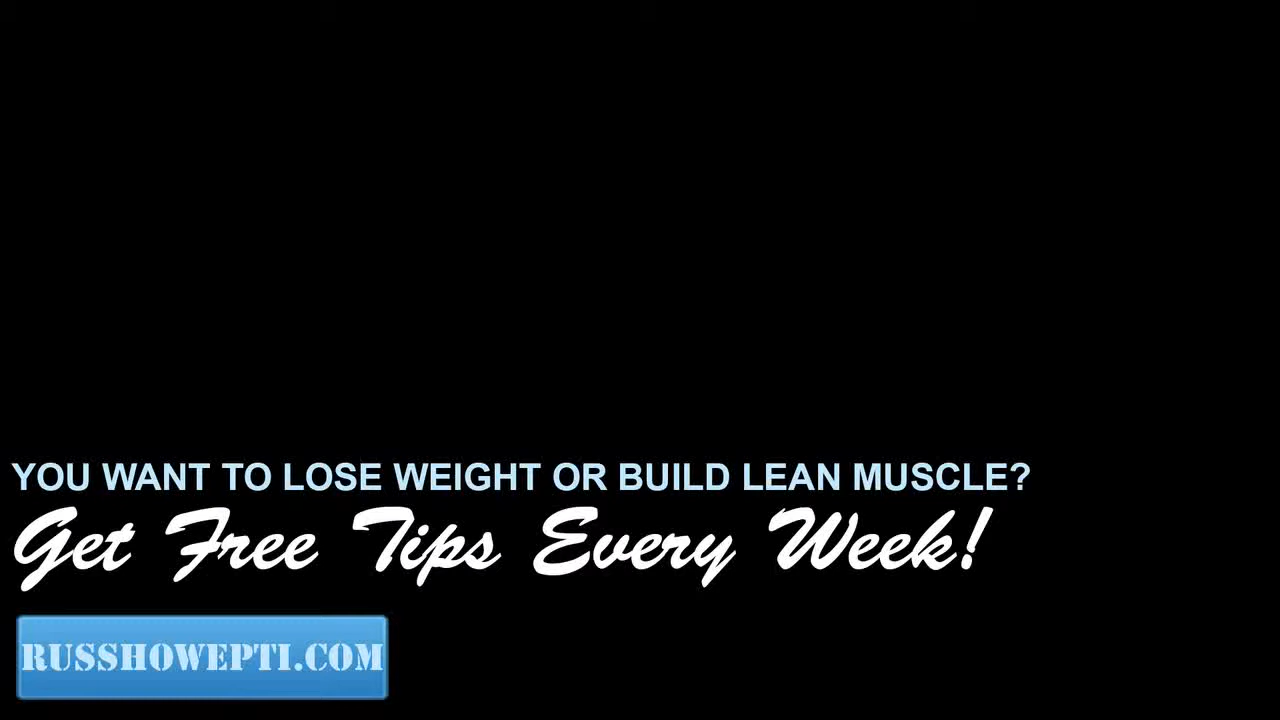 YOU WANT TO LOSE WEIGHT OR BUILD LEAN MUSCLE?
Get Free Tips Every Week!
RUSSHOWEPTI.COM